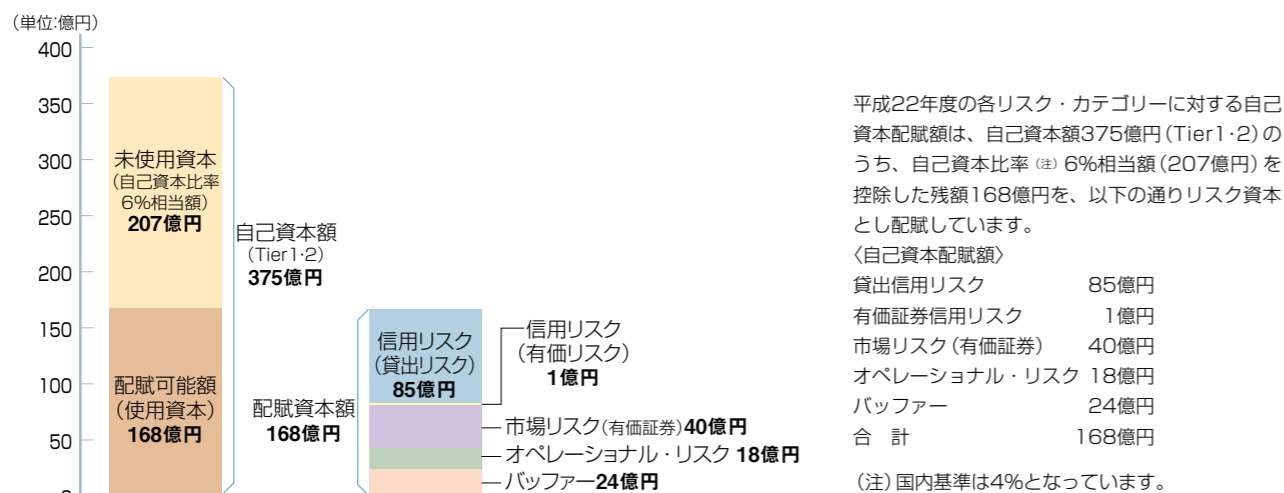 （単位:億円）
400
350
300
250
200
150
100
50
0
未使用資本
（自己資本比率
6%相当額）
207億円
配賦可能額
（使用資本）
168億円
自己資本額
（Tier1･2）
375億円
配賦資本額
168億円
信用リスク
（貸出リスク）
85億円
信用リスク
（有価リスク）
1億円
市場リスク（有価証券）40億円
オペレーショナル・リスク 18億円
バッファー24億円
平成22年度の各リスク・カテゴリーに対する自己
資本配賦額は、自己資本額375億円（Tier1･2）の
うち、自己資本比率（注）6%相当額（207億円）を
控除した残額168億円を、以下の通りリスク資本
とし配賦しています。
〈自己資本配賦額〉
貸出信用リスク 85億円
有価証券信用リスク 1億円
市場リスク（有価証券） 40億円
オペレーショナル・リスク 18億円
バッファー 24億円
合　計 168億円
（注）国内基準は4%となっています。